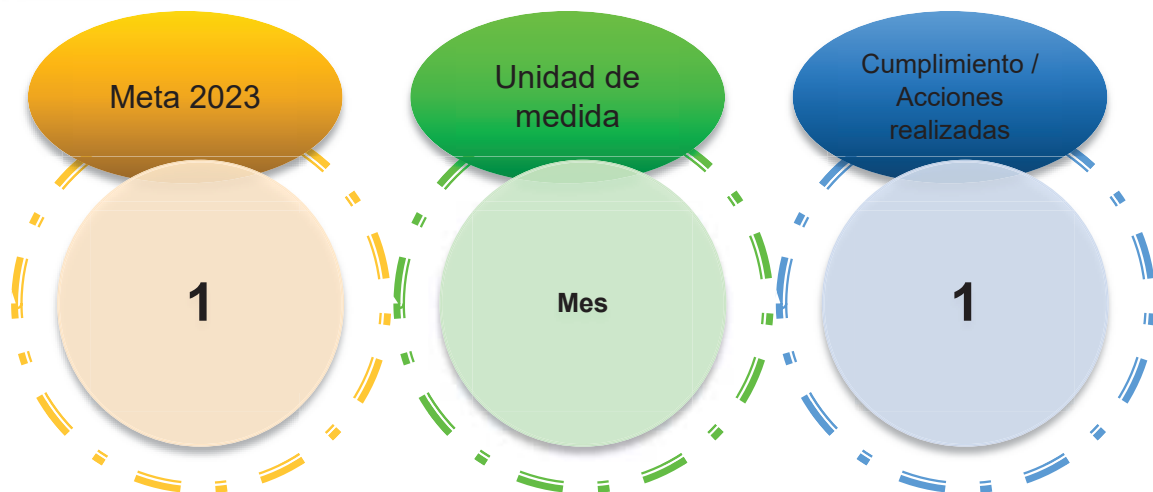 Meta 2023
1
Unidad de
medida
Mes
Cumplimiento /
Acciones
realizadas
1